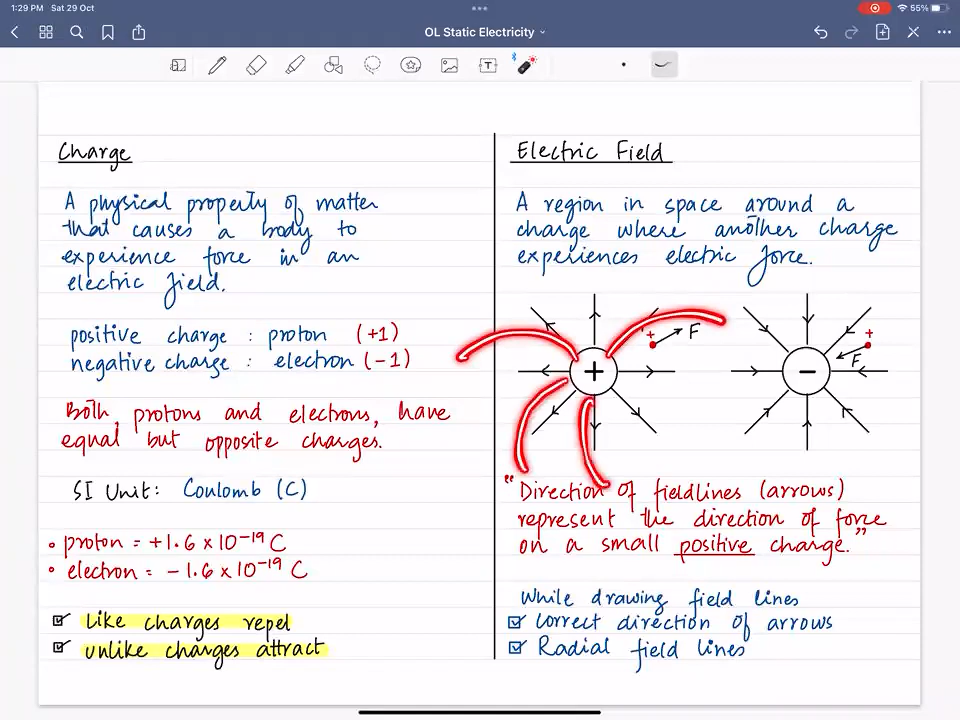 1:29 PM Sat 29 Oct
55%
OL Static Electricity
Charge
A physical property of matter
that causes a body to
experience force in an
electric field.
positive charge : proton (+1)
negative charge : electron (-1)
Both, protons and electrons, have
equal but opposite charges.
SI Unit: Coulomb (C)
• proton = +1.6 x 10⁻¹⁹ C
• electron = -1.6 x 10⁻¹⁹ C
like charges repel
unlike charges attract
Electric Field
A region in space around a
charge where another charge
experiences electric force.
+ F
+
+
-
F
"Direction of fieldlines (arrows)
represent the direction of force
on a small positive charge."
While drawing field lines
Correct direction of arrows
Radial field lines